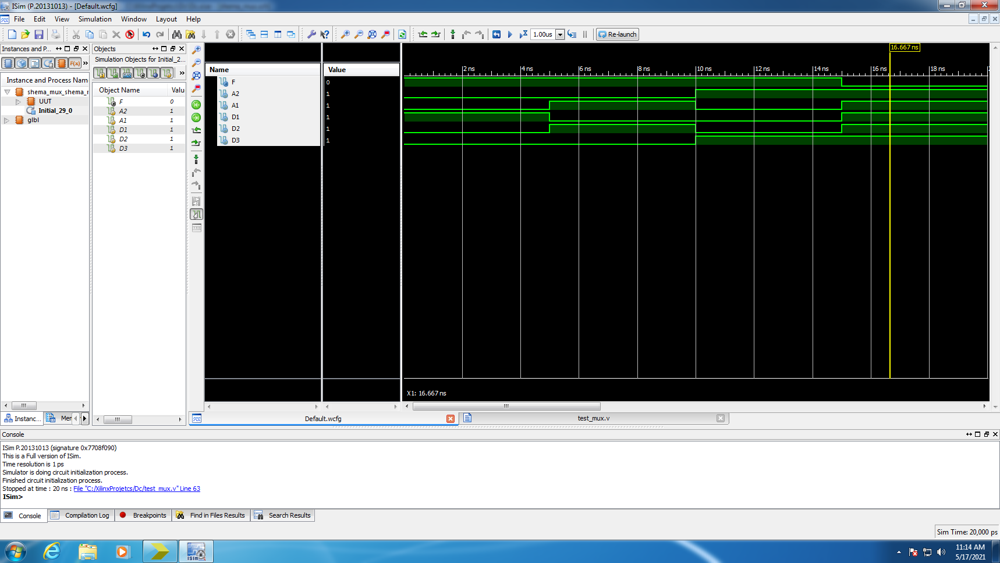 ISim (P.20131013) - [Default.wcfg]
File Edit View Simulation Window Layout Help
1.00us Re-launch
Instances and P...
Instance and Process Name
shema_mux_shema_r
UUT
Initial_29_0
glbl
Instanc...
Mer
Objects
Simulation Objects for Initial_2...
F(x)
Object Name Valu
F 0
A2 1
A1 1
D1 1
D2 1
D3 1
Name Value
F 0
A2 1
A1 1
D1 1
D2 1
D3 1
16.667 ns
2 ns 4 ns 6 ns 8 ns 10 ns 12 ns 14 ns 16 ns 18 ns 2
X1: 16.667 ns
Default.wcfg
test_mux.v
Console
ISim P.20131013 (signature 0x7708f090)
This is a Full version of ISim.
Time resolution is 1 ps
Simulator is doing circuit initialization process.
Finished circuit initialization process.
Stopped at time : 20 ns : File "C:/XilinxProjetcs/Dc/test_mux.v" Line 63
ISim>
Console Compilation Log Breakpoints Find in Files Results Search Results
Sim Time: 20,000 ps
ISim
11:14 AM
5/17/2021